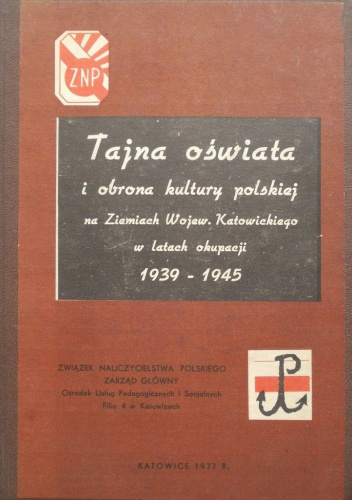 ZNP
Tajna oświata
i obrona kultury polskiej
na Ziemiach Wojew. Katowickiego
w latach okupacji
1939 - 1945
ZWIĄZEK NAUCZYCIELSTWA POLSKIEGO
ZARZĄD GŁÓWNY
Ośrodek Usług Pedagogicznych i Socjalnych
Filia 4 w Katowicach
KATOWICE 1977 R.